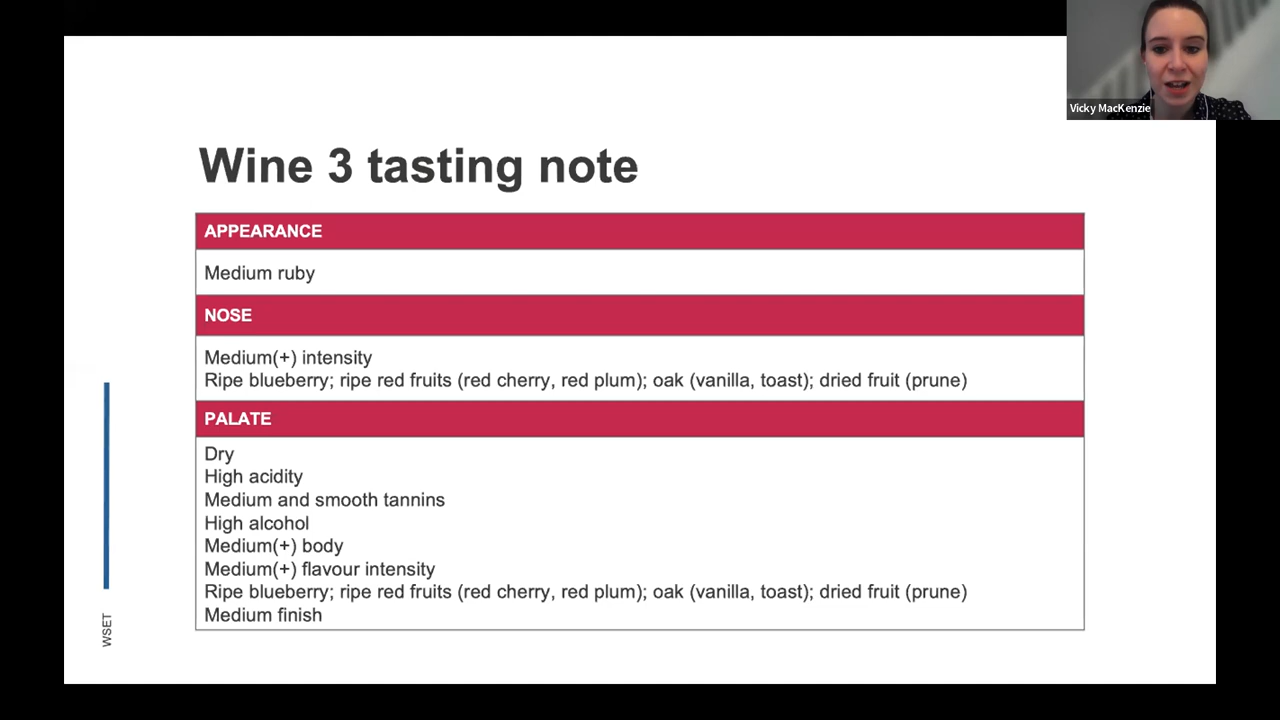 Vicky MacKenzie
Wine 3 tasting note
APPEARANCE
Medium ruby
NOSE
Medium(+) intensity
Ripe blueberry; ripe red fruits (red cherry, red plum); oak (vanilla, toast); dried fruit (prune)
PALATE
Dry
High acidity
Medium and smooth tannins
High alcohol
Medium(+) body
Medium(+) flavour intensity
Ripe blueberry; ripe red fruits (red cherry, red plum); oak (vanilla, toast); dried fruit (prune)
Medium finish
WSET